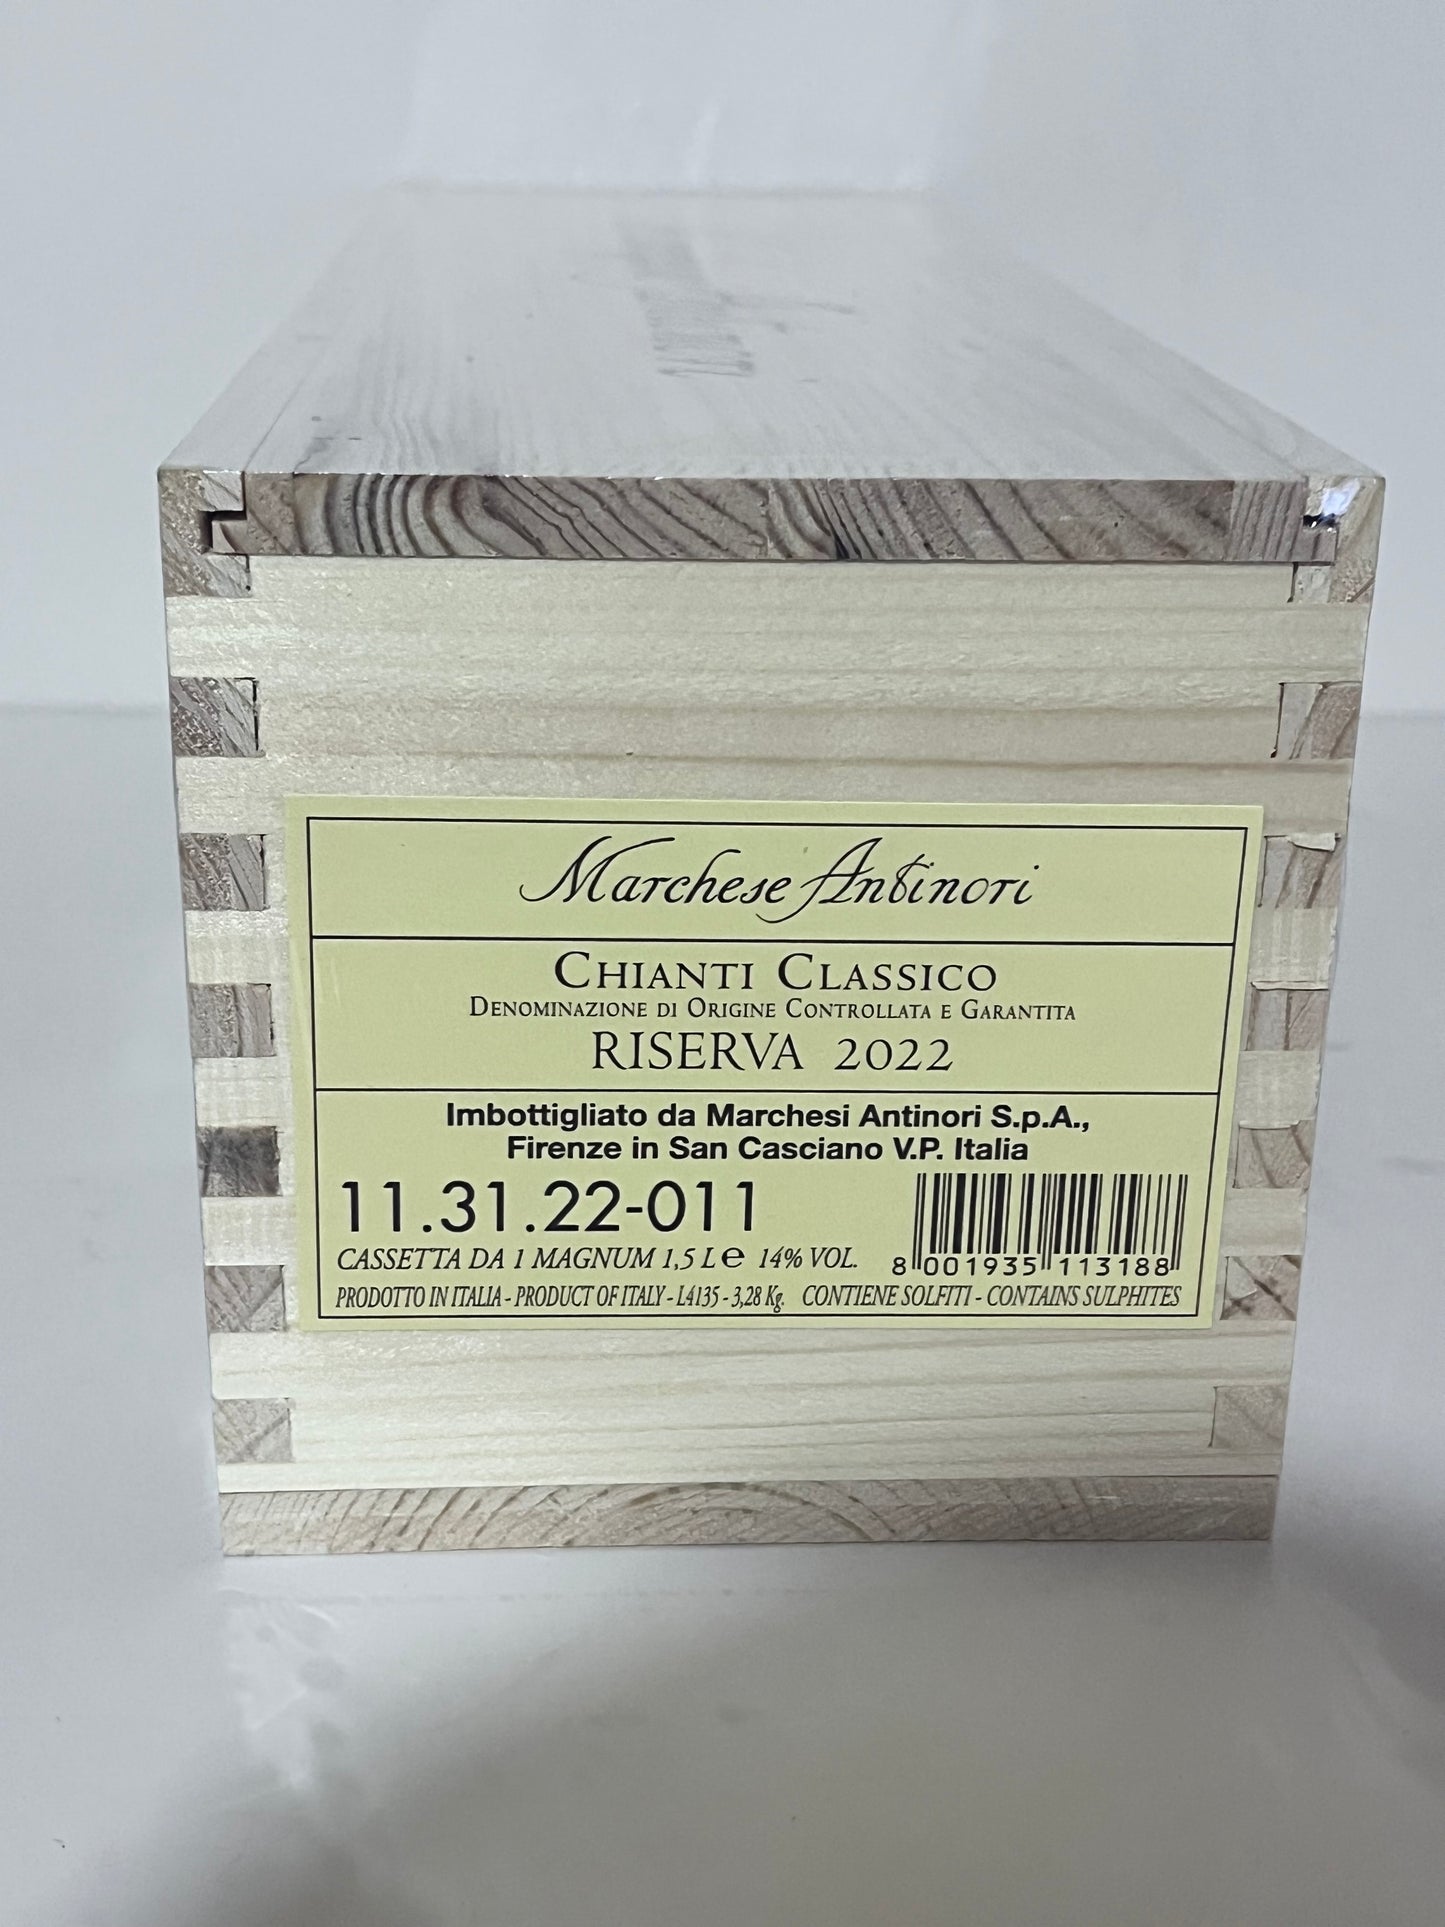 Marchese Antinori
CHIANTI CLASSICO
DENOMINAZIONE DI ORIGINE CONTROLLATA E GARANTITA
RISERVA 2022
Imbottigliato da Marchesi Antinori S.p.A.,
Firenze in San Casciano V.P. Italia
11.31.22-011
CASSETTA DA 1 MAGNUM 1,5 L e 14% VOL.
8 001935 113188
PRODOTTO IN ITALIA - PRODUCT OF ITALY - L4135 - 3,28 Kg. CONTIENE SOLFITI - CONTAINS SULPHITES